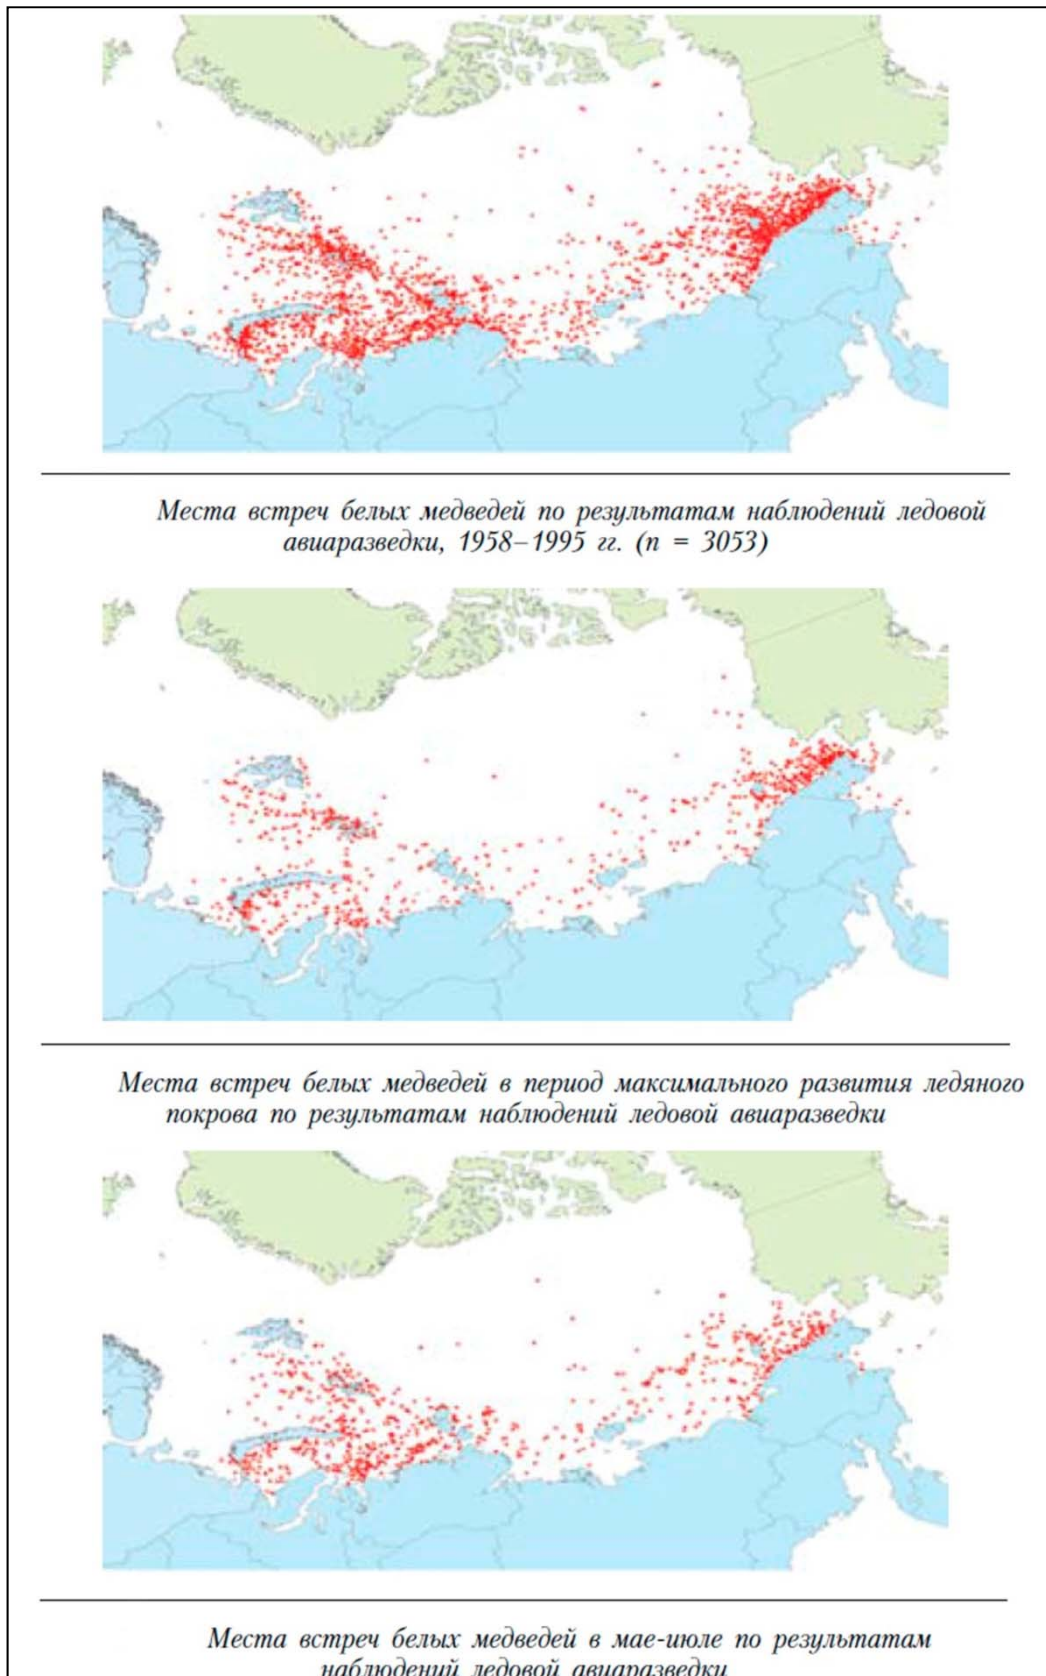 Места встреч белых медведей по результатам наблюдений ледовой
авиаразведки, 1958–1995 гг. (n = 3053)
Места встреч белых медведей в период максимального развития ледяного
покрова по результатам наблюдений ледовой авиаразведки
Места встреч белых медведей в мае-июле по результатам
наблюдений ледовой авиаразведки